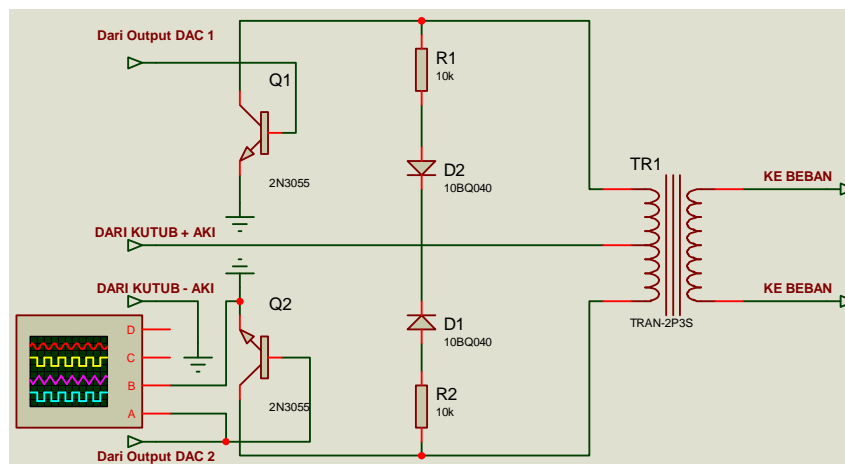 Dari Output DAC 1
Q1
2N3055
R1
10k
D2
10BQ040
TR1
TRAN-2P3S
KE BEBAN
KE BEBAN
DARI KUTUB + AKI
DARI KUTUB - AKI
Q2
2N3055
D1
10BQ040
R2
10k
D
C
B
A
Dari Output DAC 2